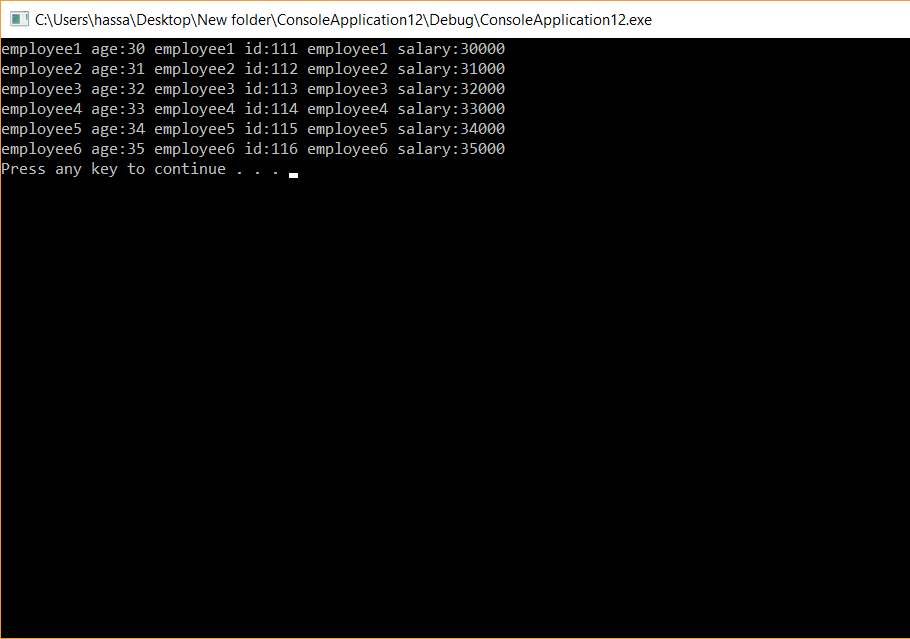 C:\Users\hassa\Desktop\New folder\ConsoleApplication12\Debug\ConsoleApplication12.exe
employee1 age:30 employee1 id:111 employee1 salary:30000
employee2 age:31 employee2 id:112 employee2 salary:31000
employee3 age:32 employee3 id:113 employee3 salary:32000
employee4 age:33 employee4 id:114 employee4 salary:33000
employee5 age:34 employee5 id:115 employee5 salary:34000
employee6 age:35 employee6 id:116 employee6 salary:35000
Press any key to continue . . .